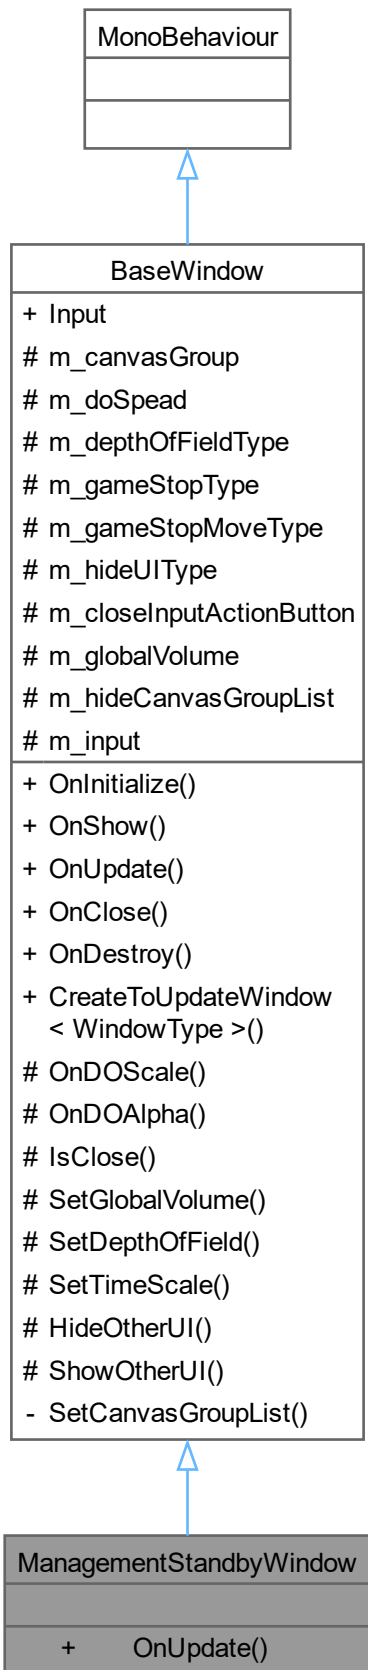 MonoBehaviour
BaseWindow
+ Input
# m_canvasGroup
# m_doSpead
# m_depthOfFieldType
# m_gameStopType
# m_gameStopMoveType
# m_hideUIType
# m_closeInputActionButton
# m_globalVolume
# m_hideCanvasGroupList
# m_input
+ OnInitialize()
+ OnShow()
+ OnUpdate()
+ OnClose()
+ OnDestroy()
+ CreateToUpdateWindow
< WindowType >()
# OnDOScale()
# OnDOAlpha()
# IsClose()
# SetGlobalVolume()
# SetDepthOfField()
# SetTimeScale()
# HideOtherUI()
# ShowOtherUI()
- SetCanvasGroupList()
ManagementStandbyWindow
+ OnUpdate()